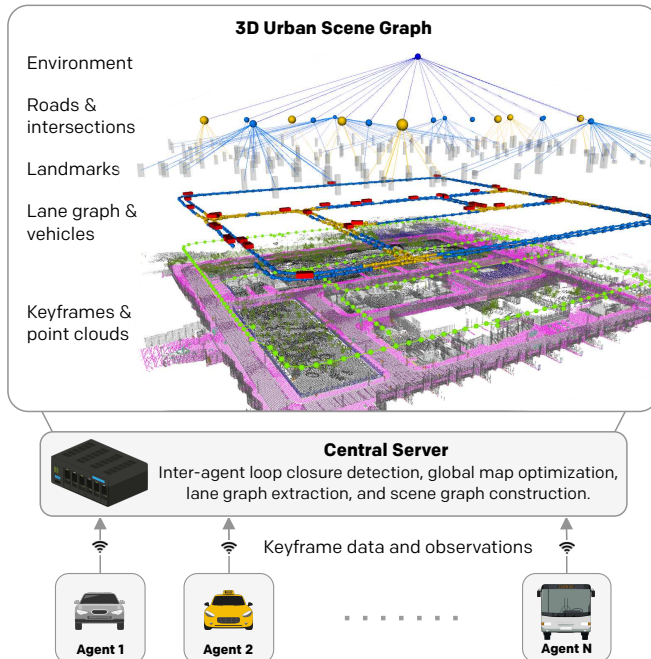 3D Urban Scene Graph
Environment
Roads &
intersections
Landmarks
Lane graph &
vehicles
Keyframes &
point clouds
Central Server
Inter-agent loop closure detection, global map optimization,
lane graph extraction, and scene graph construction.
Keyframe data and observations
Agent 1
Agent 2
Agent N